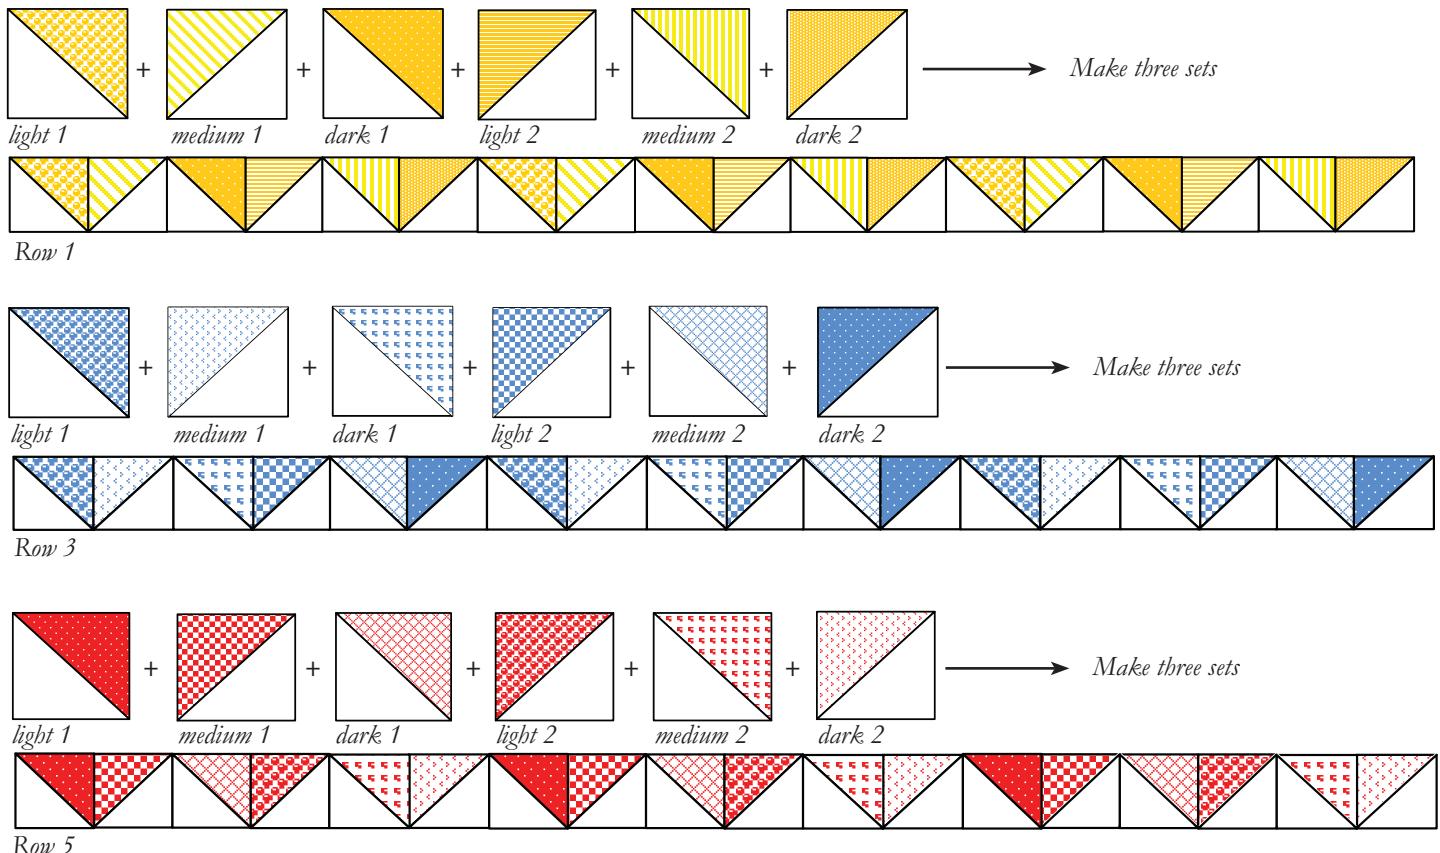 + + + + + Make three sets
light 1 medium 1 dark 1 light 2 medium 2 dark 2
Row 1
+ + + + + Make three sets
light 1 medium 1 dark 1 light 2 medium 2 dark 2
Row 3
+ + + + + Make three sets
light 1 medium 1 dark 1 light 2 medium 2 dark 2
Row 5